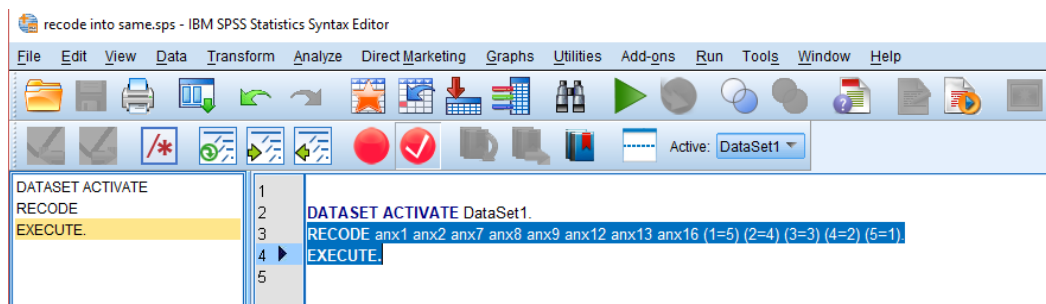 recode into same.sps - IBM SPSS Statistics Syntax Editor
File Edit View Data Transform Analyze Direct Marketing Graphs Utilities Add-ons Run Tools Window Help
/*
Active: DataSet1
DATASET ACTIVATE
RECODE
EXECUTE.
1
2 DATASET ACTIVATE DataSet1.
3 RECODE anx1 anx2 anx7 anx8 anx9 anx12 anx13 anx16 (1=5) (2=4) (3=3) (4=2) (5=1).
4 EXECUTE.
5